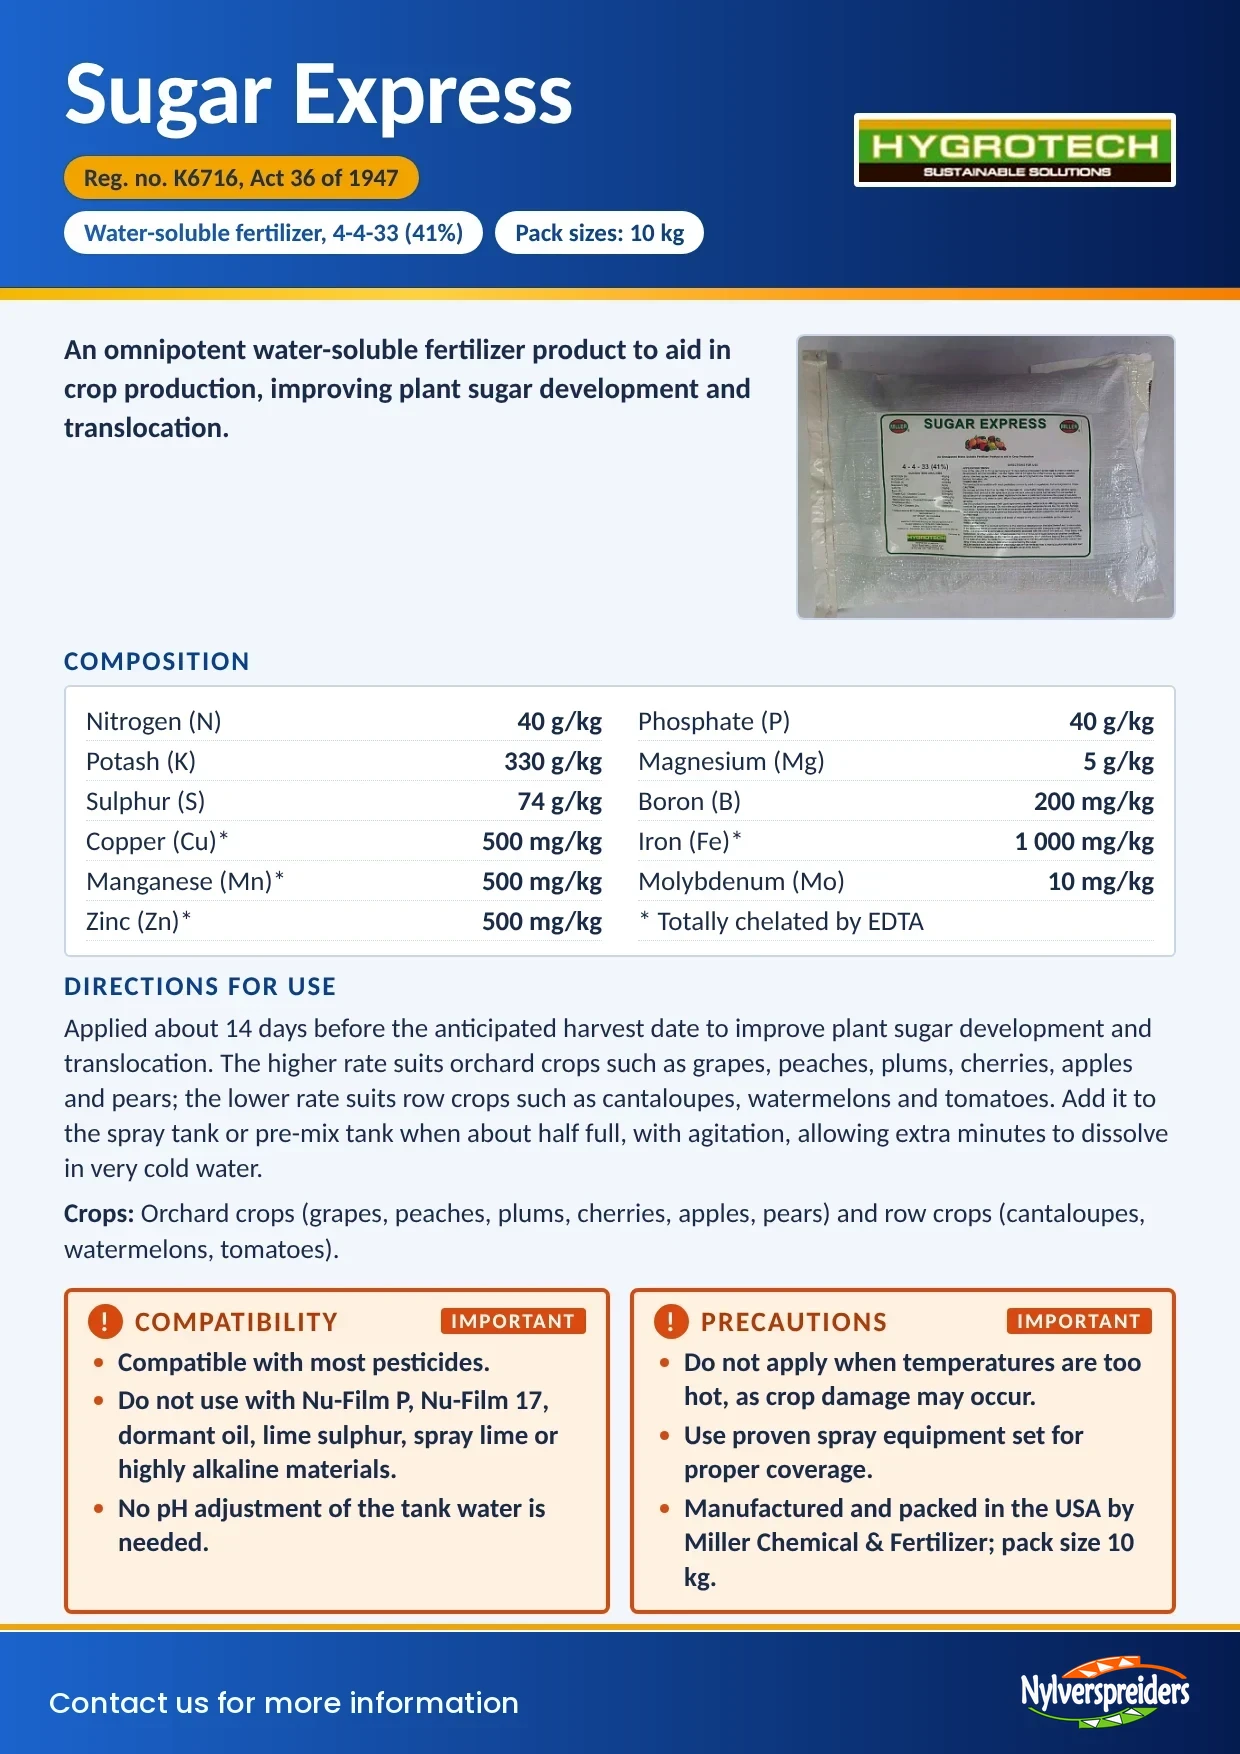 Sugar Express
Reg. no. K6716, Act 36 of 1947
Water-soluble fertilizer, 4-4-33 (41%)
Pack sizes: 10 kg
HYGROTECH
SUSTAINABLE SOLUTIONS
An omnipotent water-soluble fertilizer product to aid in
crop production, improving plant sugar development and
translocation.
SUGAR EXPRESS
4 - 4 - 33 (41%)
COMPOSITION
Nitrogen (N) 40 g/kg Phosphate (P) 40 g/kg
Potash (K) 330 g/kg Magnesium (Mg) 5 g/kg
Sulphur (S) 74 g/kg Boron (B) 200 mg/kg
Copper (Cu)* 500 mg/kg Iron (Fe)* 1 000 mg/kg
Manganese (Mn)* 500 mg/kg Molybdenum (Mo) 10 mg/kg
Zinc (Zn)* 500 mg/kg * Totally chelated by EDTA
DIRECTIONS FOR USE
Applied about 14 days before the anticipated harvest date to improve plant sugar development and
translocation. The higher rate suits orchard crops such as grapes, peaches, plums, cherries, apples
and pears; the lower rate suits row crops such as cantaloupes, watermelons and tomatoes. Add it to
the spray tank or pre-mix tank when about half full, with agitation, allowing extra minutes to dissolve
in very cold water.
Crops: Orchard crops (grapes, peaches, plums, cherries, apples, pears) and row crops (cantaloupes,
watermelons, tomatoes).
! COMPATIBILITY IMPORTANT
• Compatible with most pesticides.
• Do not use with Nu-Film P, Nu-Film 17,
dormant oil, lime sulphur, spray lime or
highly alkaline materials.
• No pH adjustment of the tank water is
needed.
! PRECAUTIONS IMPORTANT
• Do not apply when temperatures are too
hot, as crop damage may occur.
• Use proven spray equipment set for
proper coverage.
• Manufactured and packed in the USA by
Miller Chemical & Fertilizer; pack size 10
kg.
Contact us for more information
Nylverspreiders